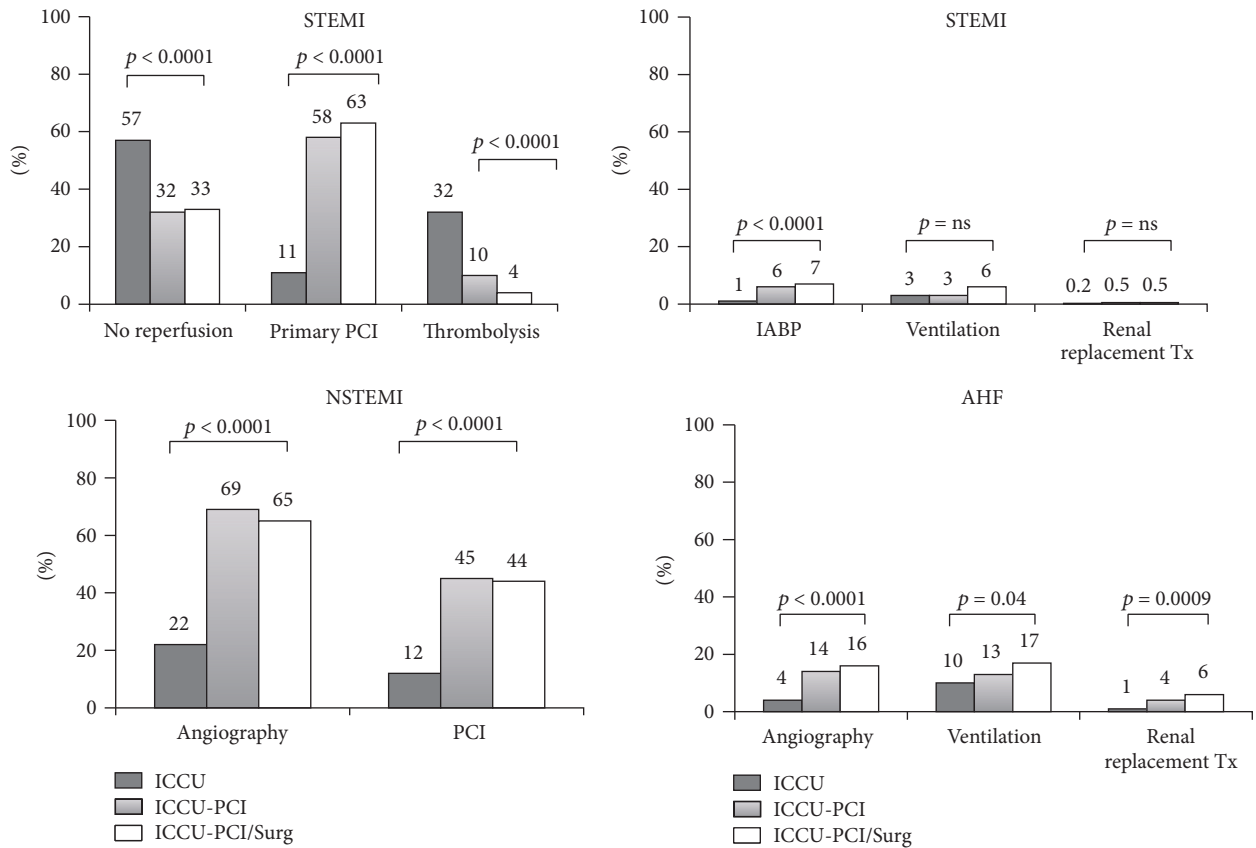 STEMI
100
80
60
40
20
0
(%)
p < 0.0001
p < 0.0001
p < 0.0001
57
32
33
11
58
63
32
10
4
No reperfusion
Primary PCI
Thrombolysis
STEMI
100
80
60
40
20
0
(%)
p < 0.0001
p = ns
p = ns
1
6
7
3
3
6
0.2
0.5
0.5
IABP
Ventilation
Renal
replacement Tx
NSTEMI
100
80
60
40
20
0
(%)
p < 0.0001
p < 0.0001
22
69
65
12
45
44
Angiography
PCI
ICCU
ICCU-PCI
ICCU-PCI/Surg
AHF
100
80
60
40
20
0
(%)
p < 0.0001
p = 0.04
p = 0.0009
4
14
16
10
13
17
1
4
6
Angiography
Ventilation
Renal
replacement Tx
ICCU
ICCU-PCI
ICCU-PCI/Surg